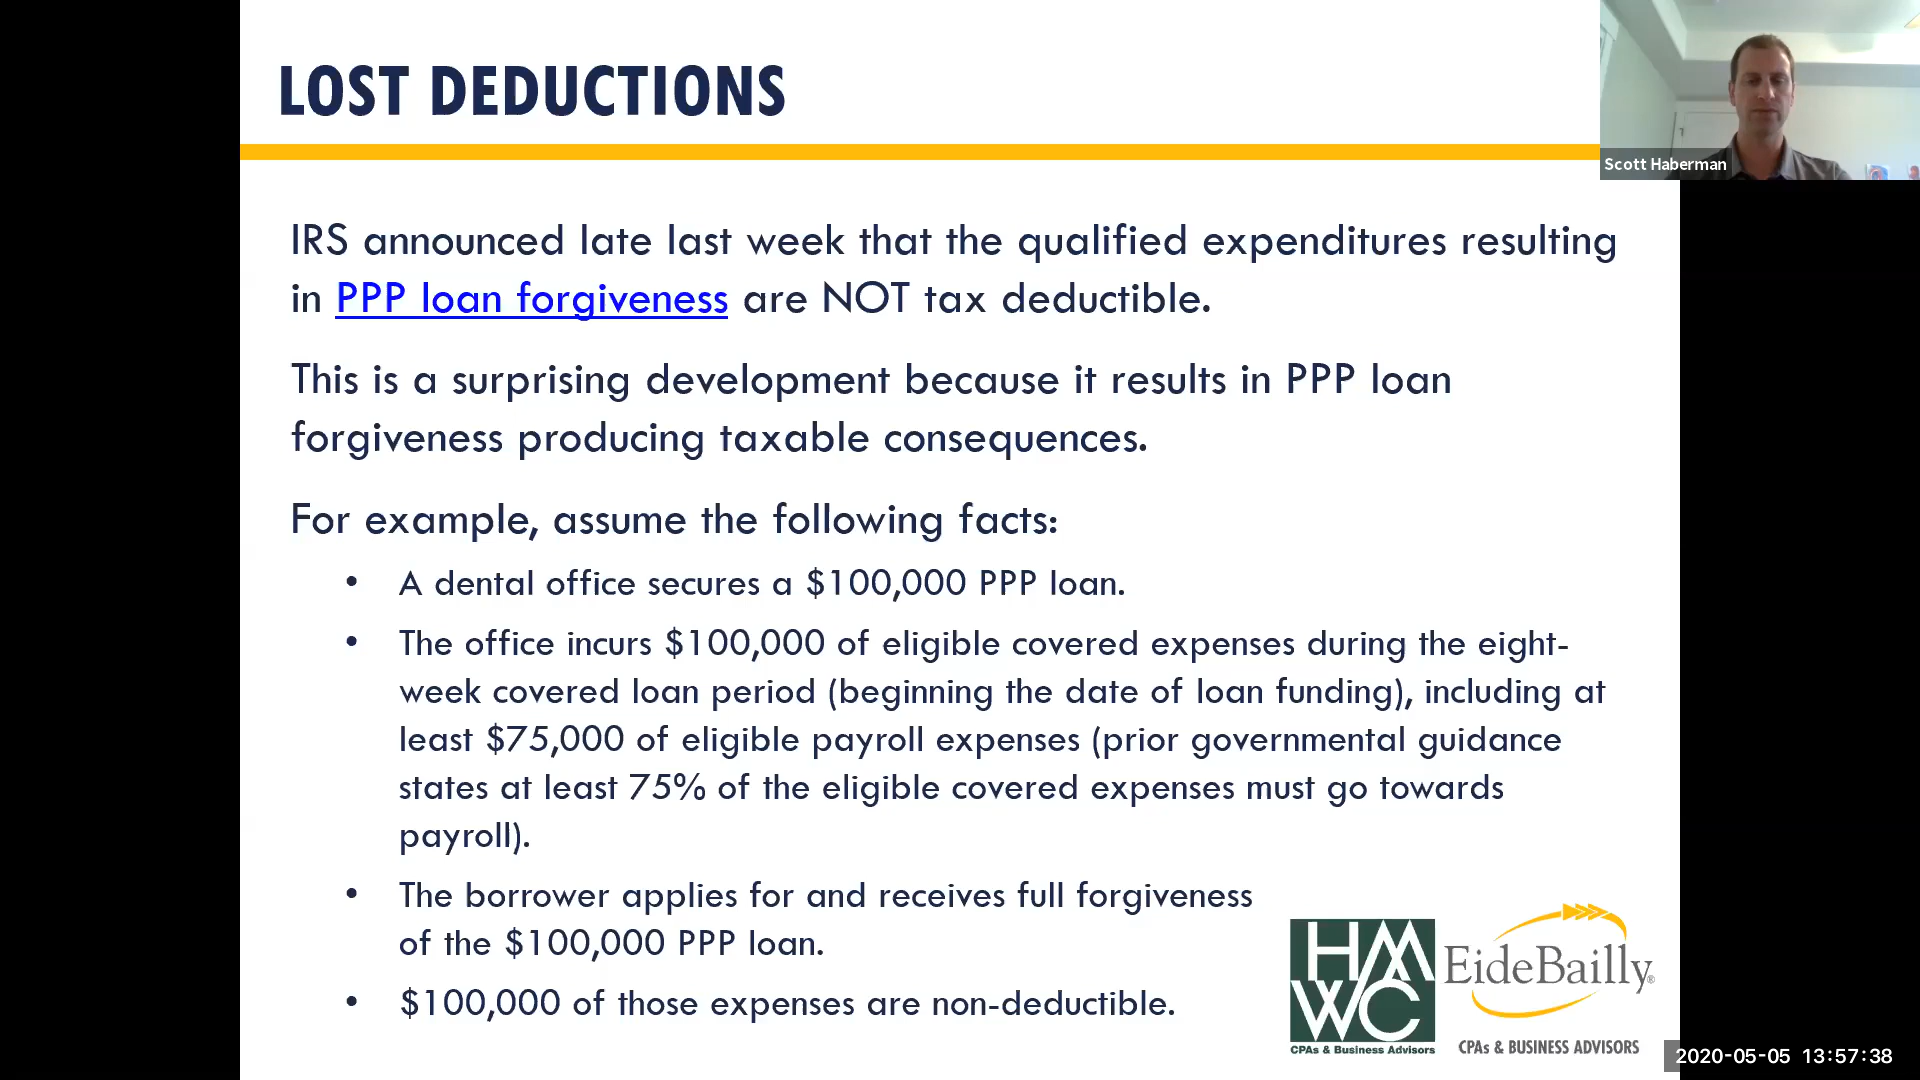 LOST DEDUCTIONS
Scott Haberman
IRS announced late last week that the qualified expenditures resulting
in PPP loan forgiveness are NOT tax deductible.
This is a surprising development because it results in PPP loan
forgiveness producing taxable consequences.
For example, assume the following facts:
• A dental office secures a $100,000 PPP loan.
• The office incurs $100,000 of eligible covered expenses during the eight-
week covered loan period (beginning the date of loan funding), including at
least $75,000 of eligible payroll expenses (prior governmental guidance
states at least 75% of the eligible covered expenses must go towards
payroll).
• The borrower applies for and receives full forgiveness
of the $100,000 PPP loan.
• $100,000 of those expenses are non-deductible.
HM
WC
CPAs & Business Advisors
EideBailly®
CPAs & BUSINESS ADVISORS
2020-05-05 13:57:38